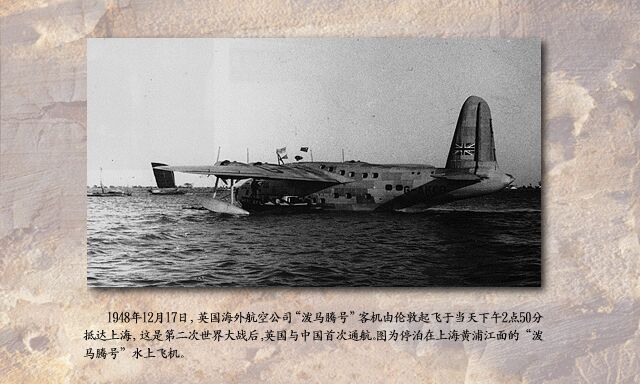 1948年12月17日，英国海外航空公司“泼马腾号”客机由伦敦起飞于当天下午2点50分
抵达上海，这是第二次世界大战后,英国与中国首次通航。图为停泊在上海黄浦江面的“泼
马腾号”水上飞机。